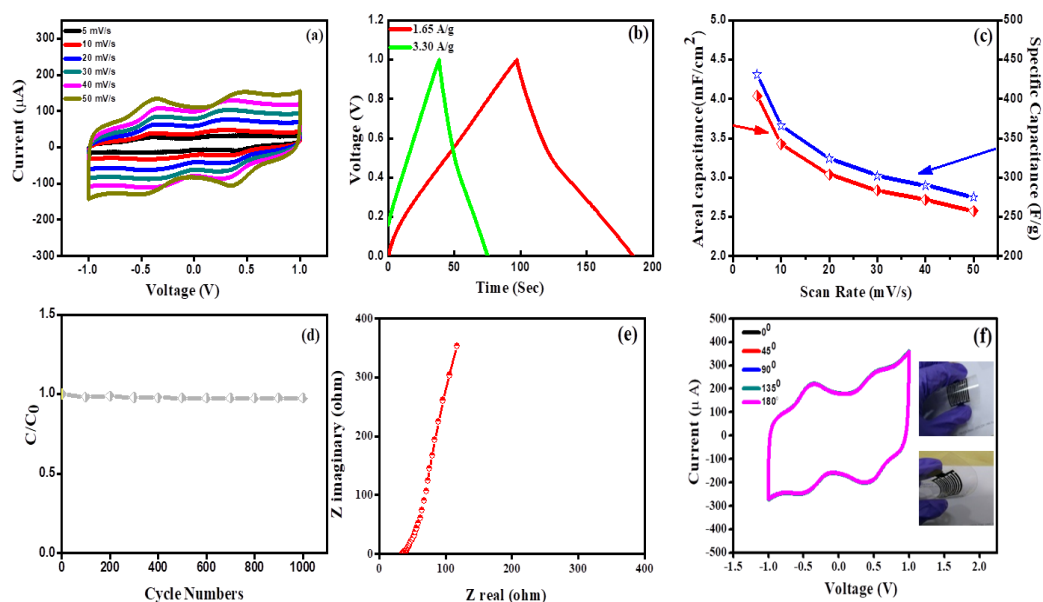 (a)
5 mV/s
10 mV/s
20 mV/s
30 mV/s
40 mV/s
50 mV/s
Current (μA)
300
200
100
0
-100
-200
-300
-1.0 -0.5 0.0 0.5 1.0
Voltage (V)
(b)
1.65 A/g
3.30 A/g
Voltage (V)
1.2
1.0
0.8
0.6
0.4
0.2
0.0
0 50 100 150 200
Time (Sec)
(c)
Areal capacitance(mF/cm²)
5.0
4.5
4.0
3.5
3.0
2.5
2.0
0 10 20 30 40 50
Scan Rate (mV/s)
500
450
400
350
300
250
200
Specific Capacitance (F/g)
(d)
C/C₀
1.5
1.0
0.5
0.0
0 200 400 600 800 1000
Cycle Numbers
(e)
Z imaginary (ohm)
400
300
200
100
0
0 100 200 300 400
Z real (ohm)
(f)
0⁰
45⁰
90⁰
135⁰
180°
Current (μ A)
500
400
300
200
100
0
-100
-200
-300
-400
-500
-1.5 -1.0 -0.5 0.0 0.5 1.0 1.5 2.0
Voltage (V)